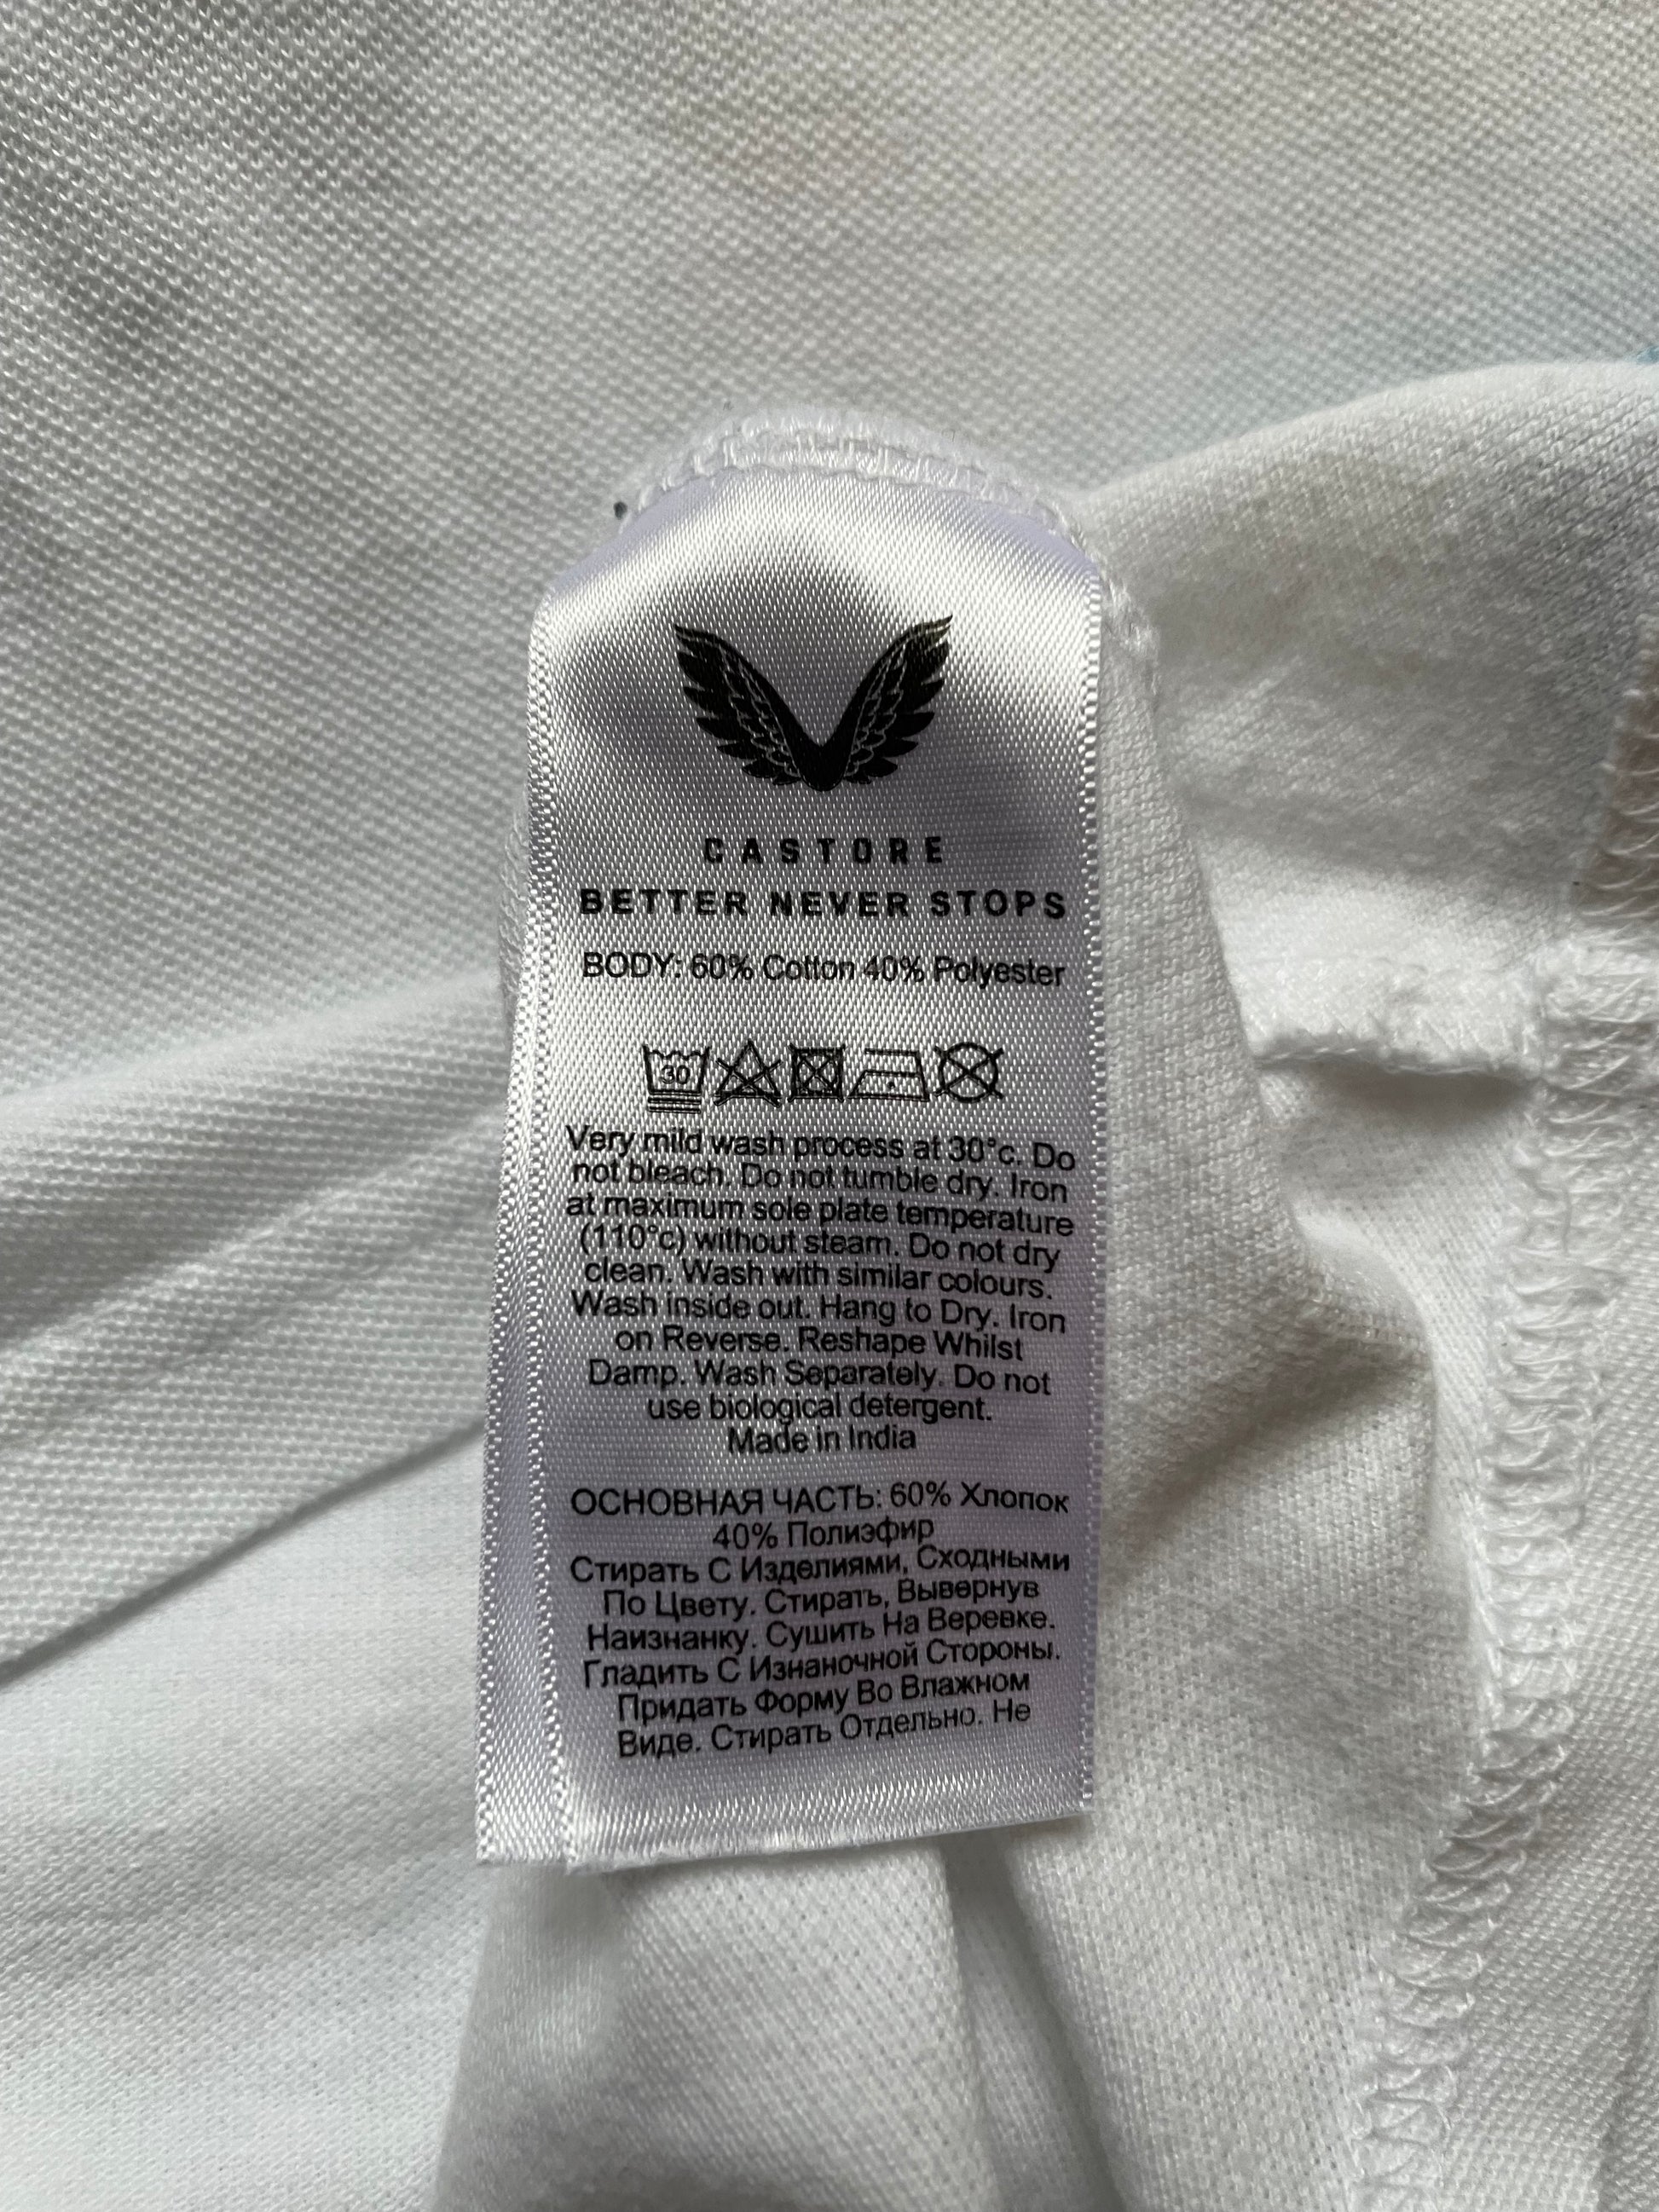 CASTORE
BETTER NEVER STOPS
BODY: 60% Cotton 40% Polyester
30
Very mild wash process at 30°c. Do
not bleach. Do not tumble dry. Iron
at maximum sole plate temperature
(110°c) without steam. Do not dry
clean. Wash with similar colours.
Wash inside out. Hang to Dry. Iron
on Reverse. Reshape Whilst
Damp. Wash Separately. Do not
use biological detergent.
Made in India
ОСНОВНАЯ ЧАСТЬ: 60% Хлопок
40% Полиэфир
Стирать С Изделиями, Сходными
По Цвету. Стирать, Вывернув
Наизнанку. Сушить На Веревке.
Гладить С Изнаночной Стороны.
Придать Форму Во Влажном
Виде. Стирать Отдельно. Не